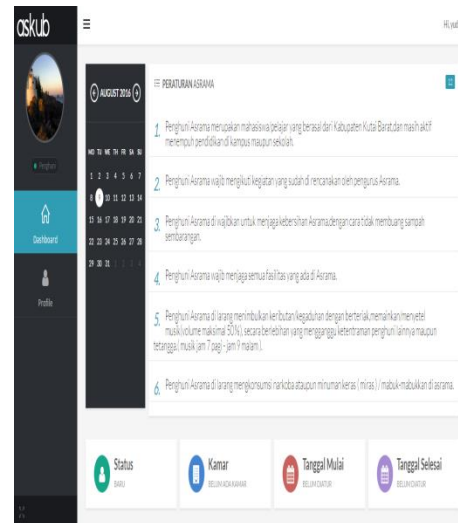 askub
Hi, yud
Penghuni
Dashboard
Profile
AUGUST 2016
MO TU WE TH FR SA SU
1 2 3 4 5 6 7
8 9 10 11 12 13 14
15 16 17 18 19 20 21
22 23 24 25 26 27 28
29 30 31 1 2 3 4
PERATURAN ASRAMA
1. Penghuni Asrama merupakan mahasiswa/pelajar yang berasal dari Kabupaten Kutai Barat,dan masih aktif
menempuh pendidikan di kampus maupun sekolah.
2. Penghuni Asrama wajib mengikuti kegiatan yang sudah di rencanakan oleh pengurus Asrama.
3. Penghuni Asrama di wajibkan untuk menjaga kebersihan Asrama,dengan cara tidak membuang sampah
sembarangan.
4. Penghuni Asrama wajib menjaga semua fasilitas yang ada di Asrama.
5. Penghuni Asrama di larang menimbulkan keributan/kegaduhan dengan berteriak,memainkan/menyetel
musik(volume maksimal 50%), secara berlebihan yang mengganggu ketentraman penghuni lainnya maupun
tetangga.( musik jam 7 pagi - jam 9 malam ).
6. Penghuni Asrama di larang mengkonsumsi narkoba ataupun minuman keras ( miras ) / mabuk-mabukkan di asrama.
Status
BARU
Kamar
BELUM ADA KAMAR
Tanggal Mulai
BELUM DIATUR
Tanggal Selesai
BELUM DIATUR